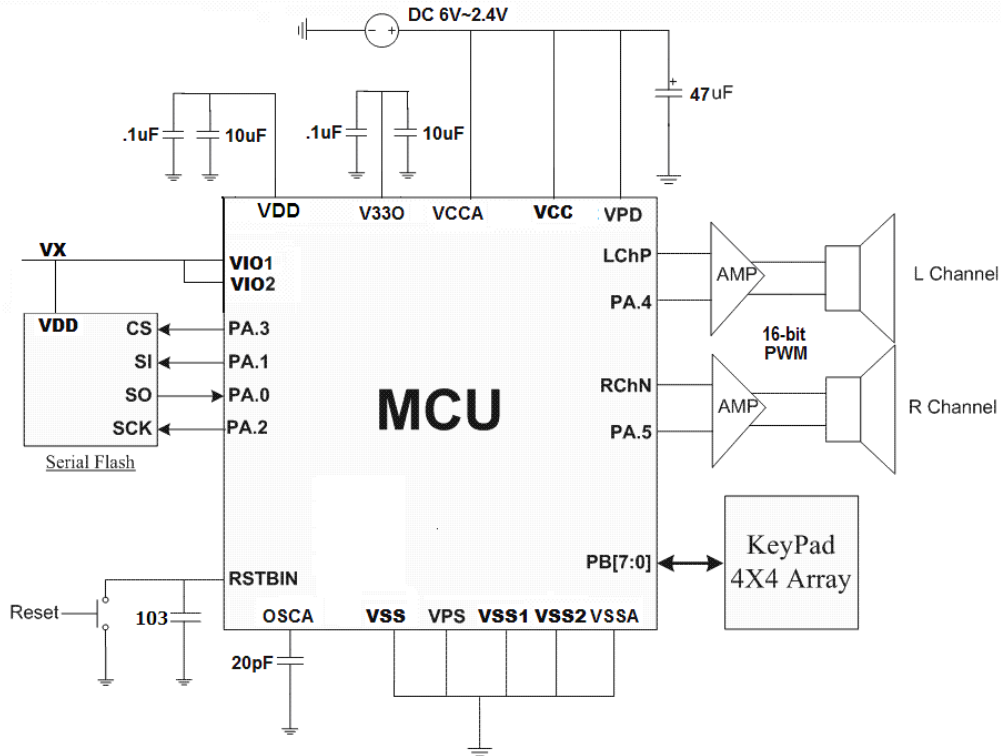 DC 6V~2.4V
47uF
.1uF
10uF
.1uF
10uF
VDD
V33O
VCCA
VCC
VPD
VX
VIO1
VIO2
LChP
AMP
L Channel
VDD
CS
PA.3
PA.4
SI
PA.1
16-bit
PWM
SO
PA.0
MCU
RChN
AMP
R Channel
SCK
PA.2
PA.5
Serial Flash
KeyPad
4X4 Array
PB[7:0]
RSTBIN
Reset
103
OSCA
VSS
VPS
VSS1
VSS2
VSSA
20pF